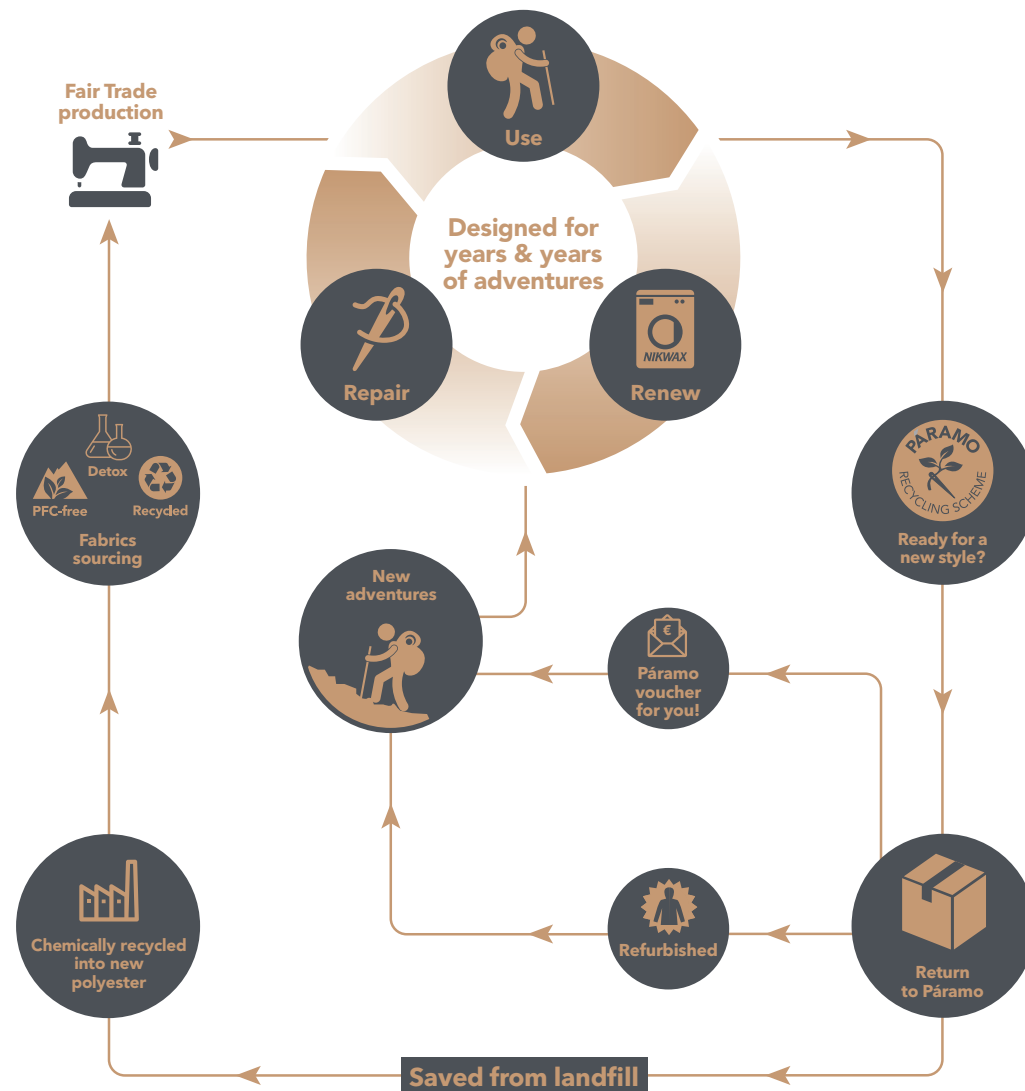 Fair Trade
production
Use
Designed for
years & years
of adventures
NIKWAX
Repair
Renew
Detox
PFC-free
Recycled
Fabrics
sourcing
PARAMO
RECYCLING SCHEME
Ready for a
new style?
New
adventures
€
Páramo
voucher
for you!
Chemically recycled
into new
polyester
Refurbished
Return
to Páramo
Saved from landfill